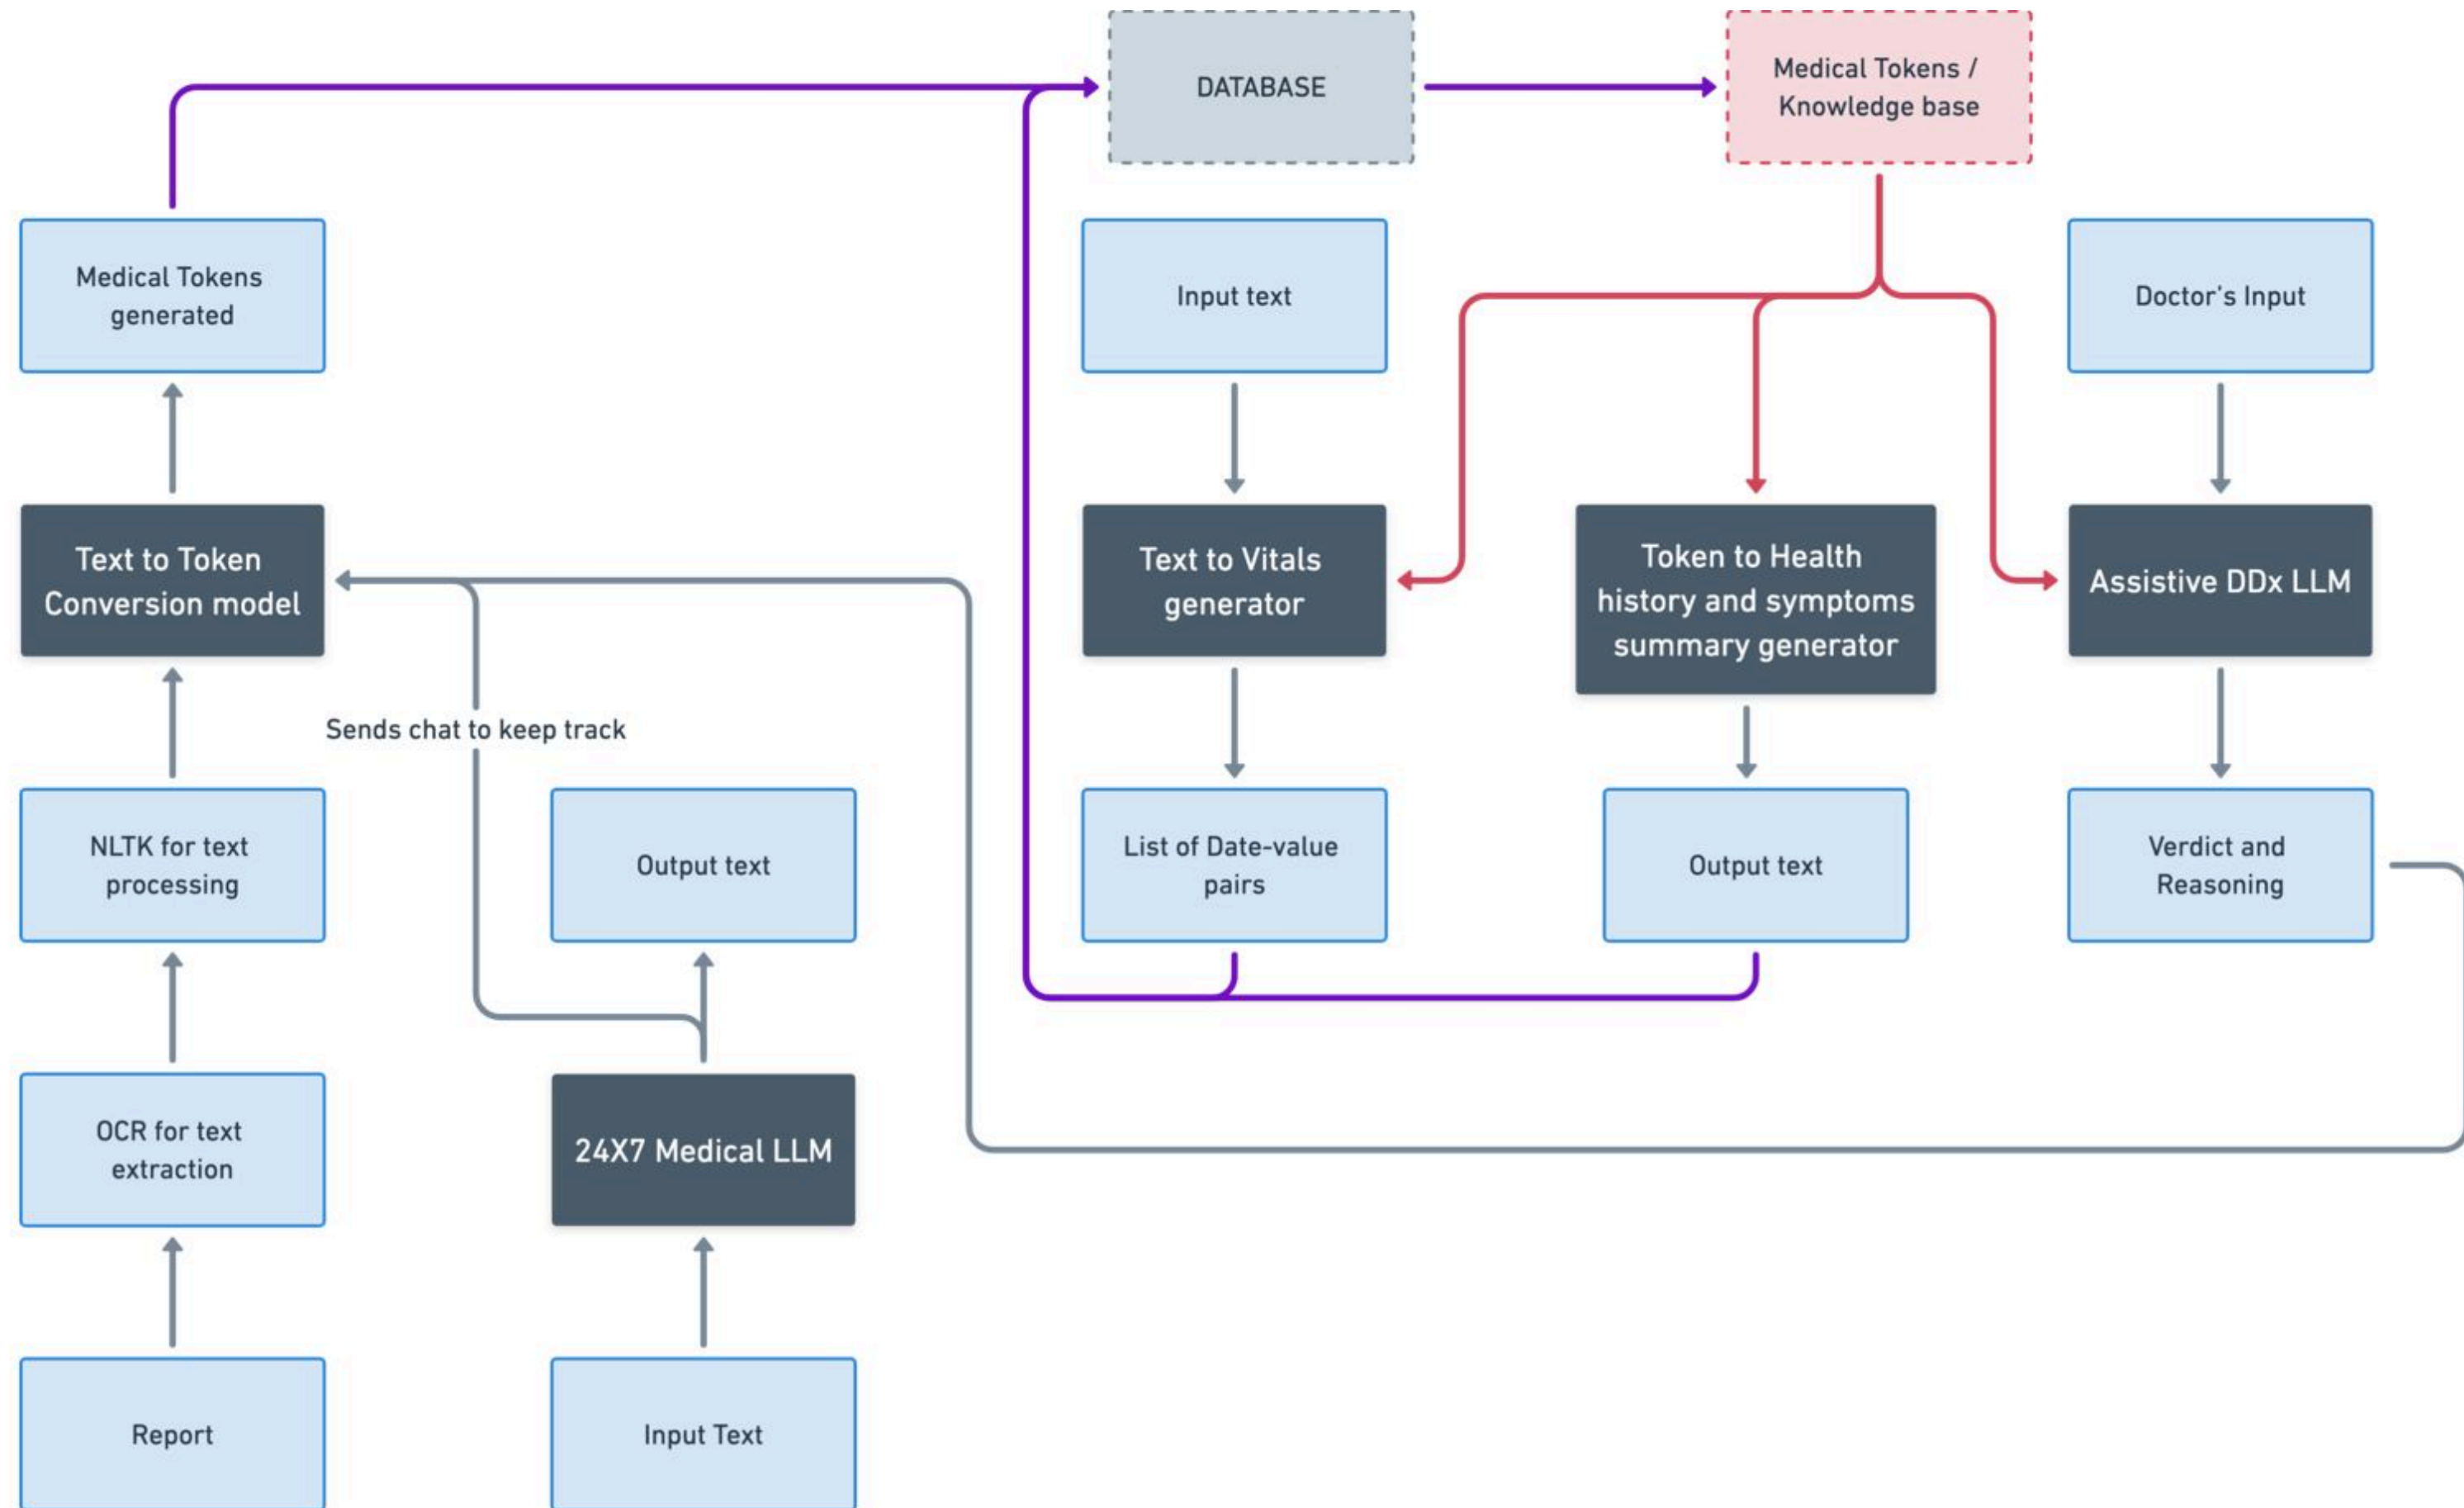 DATABASE
Medical Tokens /
Knowledge base
Medical Tokens
generated
Input text
Doctor's Input
Text to Token
Conversion model
Text to Vitals
generator
Token to Health
history and symptoms
summary generator
Assistive DDx LLM
Sends chat to keep track
NLTK for text
processing
Output text
List of Date-value
pairs
Output text
Verdict and
Reasoning
OCR for text
extraction
24X7 Medical LLM
Report
Input Text